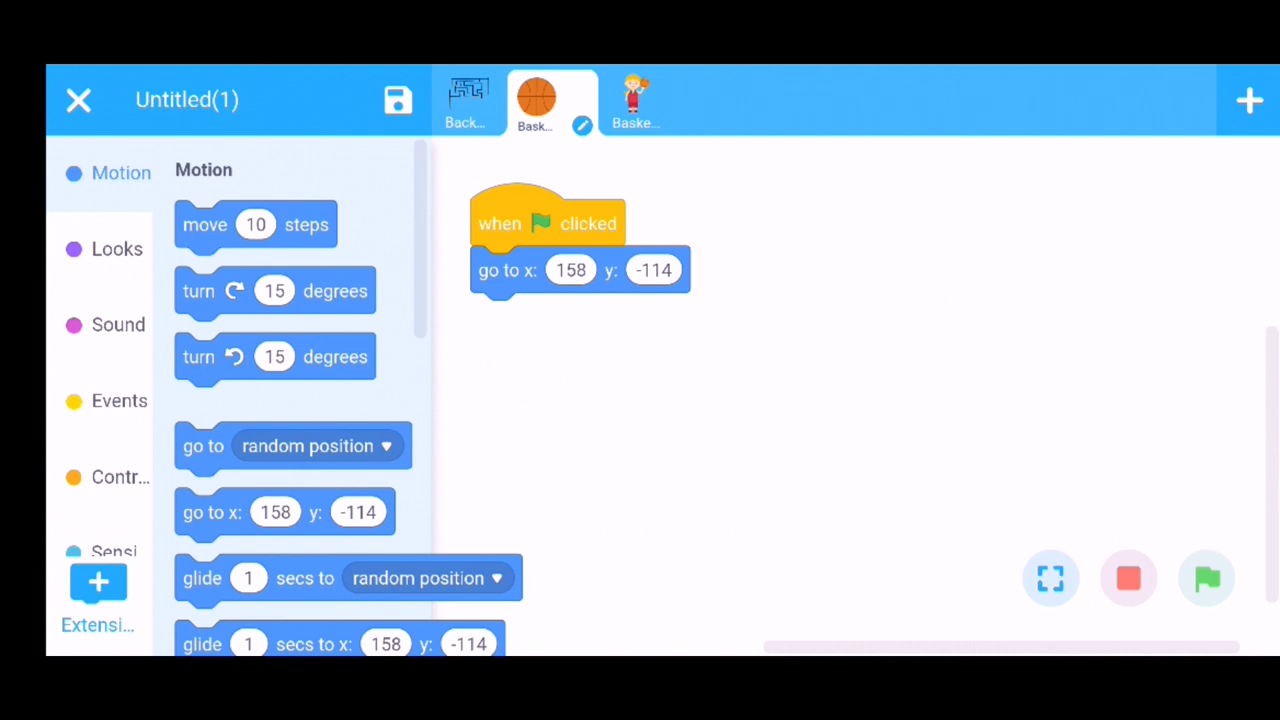 Untitled(1)
Back...
Bask...
Baske...
Motion
Looks
Sound
Events
Contr...
Sensi
Extensi...
Motion
move 10 steps
turn 15 degrees
turn 15 degrees
go to random position
go to x: 158 y: -114
glide 1 secs to random position
glide 1 secs to x: 158 y: -114
when clicked
go to x: 158 y: -114